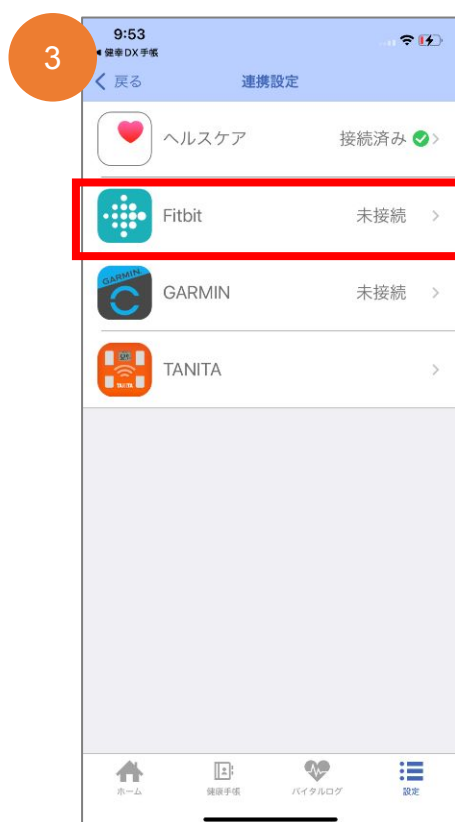 3
9:53
◀ 健幸DX手帳
戻る
連携設定
ヘルスケア
接続済み
Fitbit
未接続
GARMIN
GARMIN
未接続
TANITA
TANITA
ホーム
健康手帳
バイタルログ
設定